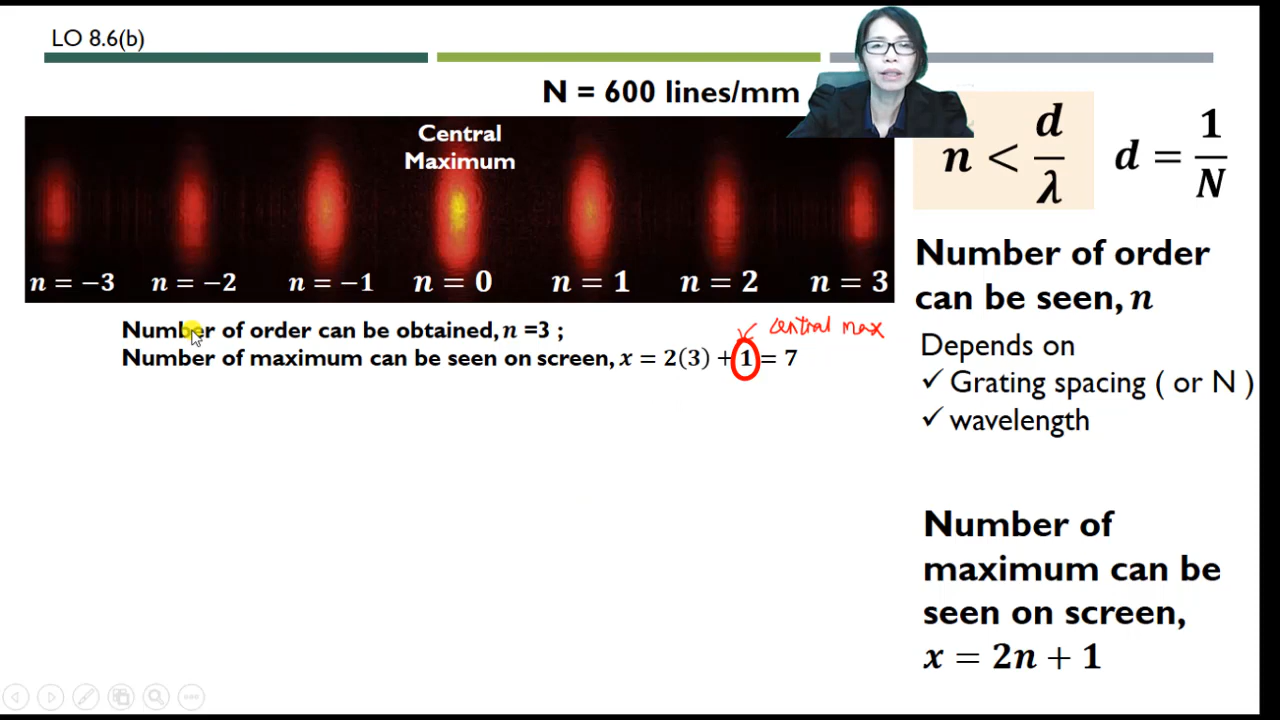 LO 8.6(b)
N = 600 lines/mm
Central
Maximum
n = −3 n = −2 n = −1 n = 0 n = 1 n = 2 n = 3
Number of order can be obtained, n =3 ;
central max
Number of maximum can be seen on screen, x = 2(3) + 1 = 7
n < d/λ d = 1/N
Number of order
can be seen, n
Depends on
✓ Grating spacing ( or N )
✓ wavelength
Number of
maximum can be
seen on screen,
x = 2n + 1